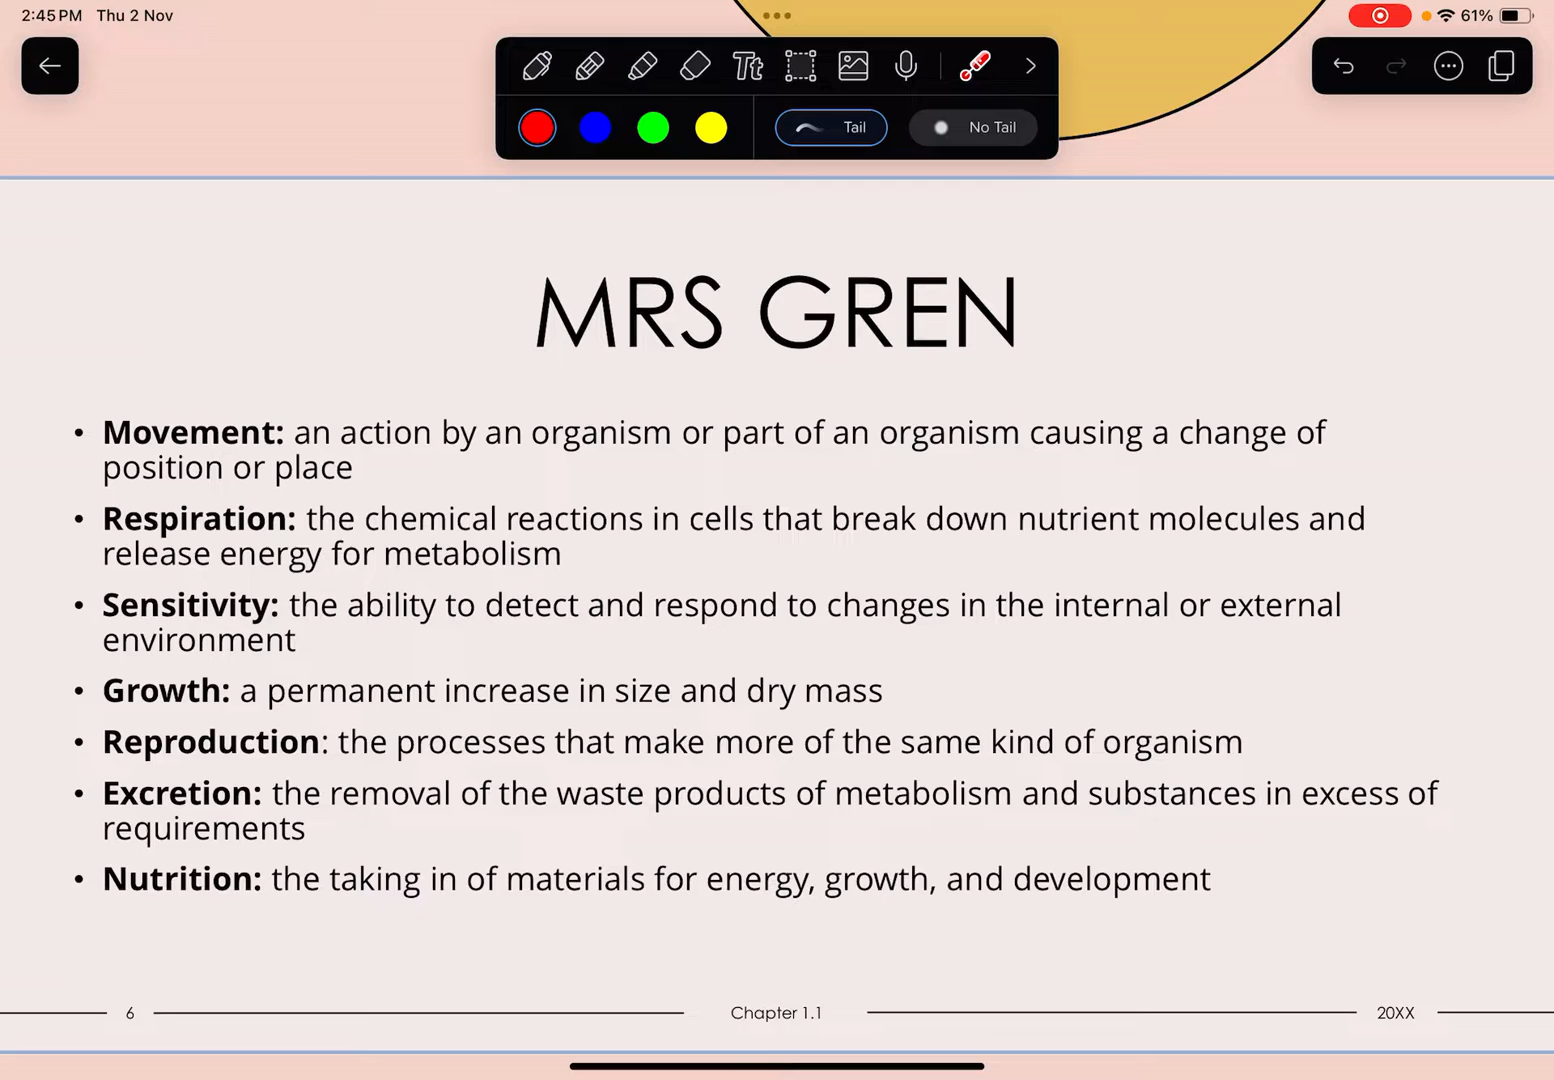 2:45 PM Thu 2 Nov
61%
Tt
Tail
No Tail
MRS GREN
• Movement: an action by an organism or part of an organism causing a change of
position or place
• Respiration: the chemical reactions in cells that break down nutrient molecules and
release energy for metabolism
• Sensitivity: the ability to detect and respond to changes in the internal or external
environment
• Growth: a permanent increase in size and dry mass
• Reproduction: the processes that make more of the same kind of organism
• Excretion: the removal of the waste products of metabolism and substances in excess of
requirements
• Nutrition: the taking in of materials for energy, growth, and development
6
Chapter 1.1
20XX